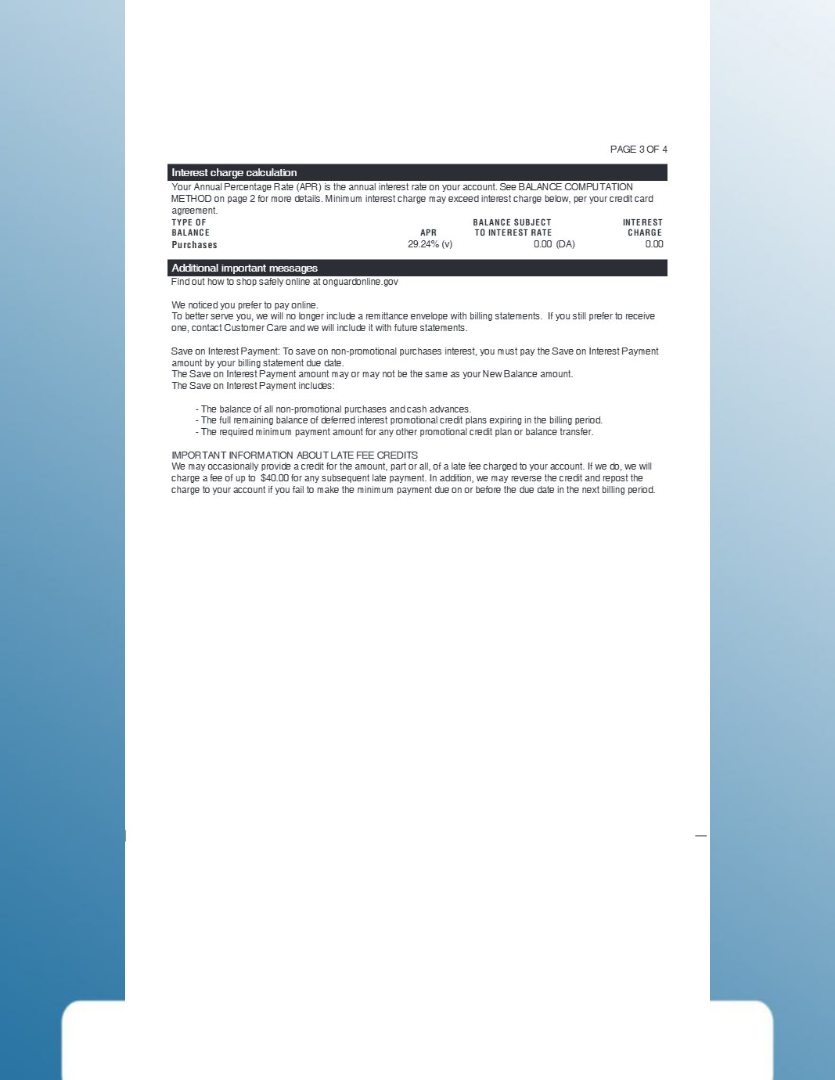 PAGE 3 OF 4
Interest charge calculation
Your Annual Percentage Rate (APR) is the annual interest rate on your account. See BALANCE COMPUTATION
METHOD on page 2 for more details. Minimum interest charge may exceed interest charge below, per your credit card
agreement.
TYPE OF BALANCE SUBJECT INTEREST
BALANCE APR TO INTEREST RATE CHARGE
Purchases 29.24% (v) 0.00 (DA) 0.00
Additional important messages
Find out how to shop safely online at onguardonline.gov
We noticed you prefer to pay online.
To better serve you, we will no longer include a remittance envelope with billing statements. If you still prefer to receive
one, contact Customer Care and we will include it with future statements.
Save on Interest Payment: To save on non-promotional purchases interest, you must pay the Save on Interest Payment
amount by your billing statement due date.
The Save on Interest Payment amount may or may not be the same as your New Balance amount.
The Save on Interest Payment includes:
- The balance of all non-promotional purchases and cash advances.
- The full remaining balance of deferred interest promotional credit plans expiring in the billing period.
- The required minimum payment amount for any other promotional credit plan or balance transfer.
IMPORTANT INFORMATION ABOUT LATE FEE CREDITS
We may occasionally provide a credit for the amount, part or all, of a late fee charged to your account. If we do, we will
charge a fee of up to $40.00 for any subsequent late payment. In addition, we may reverse the credit and repost the
charge to your account if you fail to make the minimum payment due on or before the due date in the next billing period.